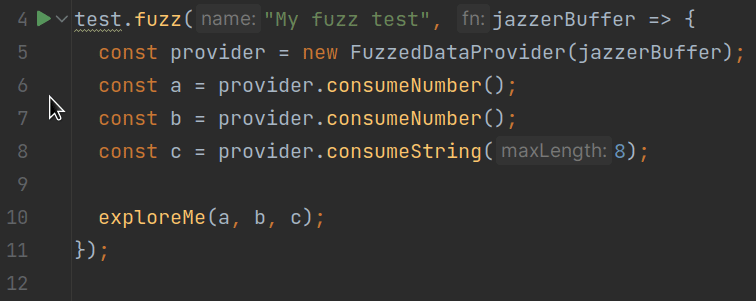 4 test.fuzz( name: "My fuzz test", fn: jazzerBuffer => {
5 const provider = new FuzzedDataProvider(jazzerBuffer);
6 const a = provider.consumeNumber();
7 const b = provider.consumeNumber();
8 const c = provider.consumeString( maxLength: 8);
9
10 exploreMe(a, b, c);
11 });
12